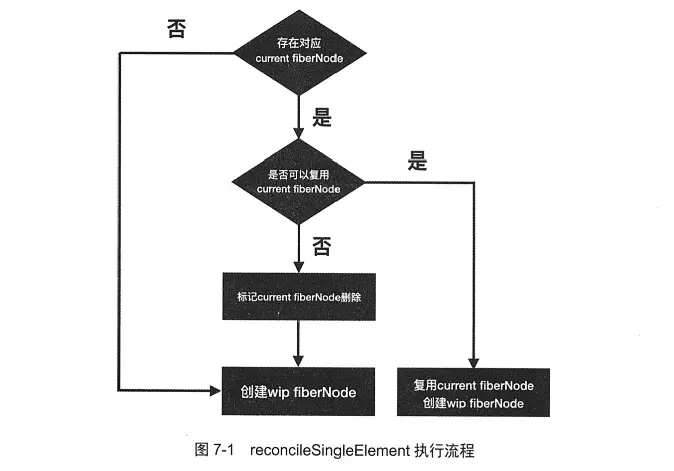 否
存在对应
current fiberNode
是
是否可以复用
current fiberNode
是
否
标记current fiberNode删除
创建wip fiberNode
复用current fiberNode
创建wip fiberNode
图 7-1 reconcileSingleElement 执行流程